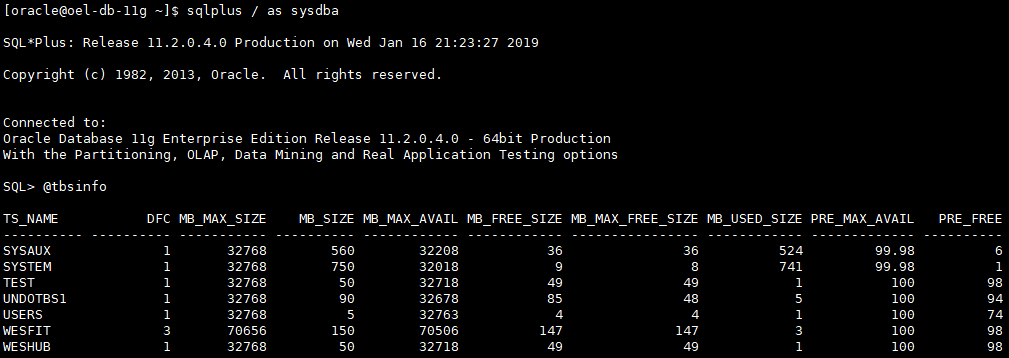 [oracle@oel-db-11g ~]$ sqlplus / as sysdba
SQL*Plus: Release 11.2.0.4.0 Production on Wed Jan 16 21:23:27 2019
Copyright (c) 1982, 2013, Oracle.  All rights reserved.
Connected to:
Oracle Database 11g Enterprise Edition Release 11.2.0.4.0 - 64bit Production
With the Partitioning, OLAP, Data Mining and Real Application Testing options
SQL> @tbsinfo
TS_NAME           DFC MB_MAX_SIZE    MB_SIZE MB_MAX_AVAIL MB_FREE_SIZE MB_MAX_FREE_SIZE MB_USED_SIZE PRE_MAX_AVAIL   PRE_FREE
---------- ---------- ----------- ---------- ------------ ------------ ---------------- ------------ ------------- ----------
SYSAUX              1       32768        560        32208           36               36          524         99.98          6
SYSTEM              1       32768        750        32018            9                8          741         99.98          1
TEST                1       32768         50        32718           49               49            1           100         98
UNDOTBS1            1       32768         90        32678           85               48            5           100         94
USERS               1       32768          5        32763            4                4            1           100         74
WESFIT              3       70656        150        70506          147              147            3           100         98
WESHUB              1       32768         50        32718           49               49            1           100         98